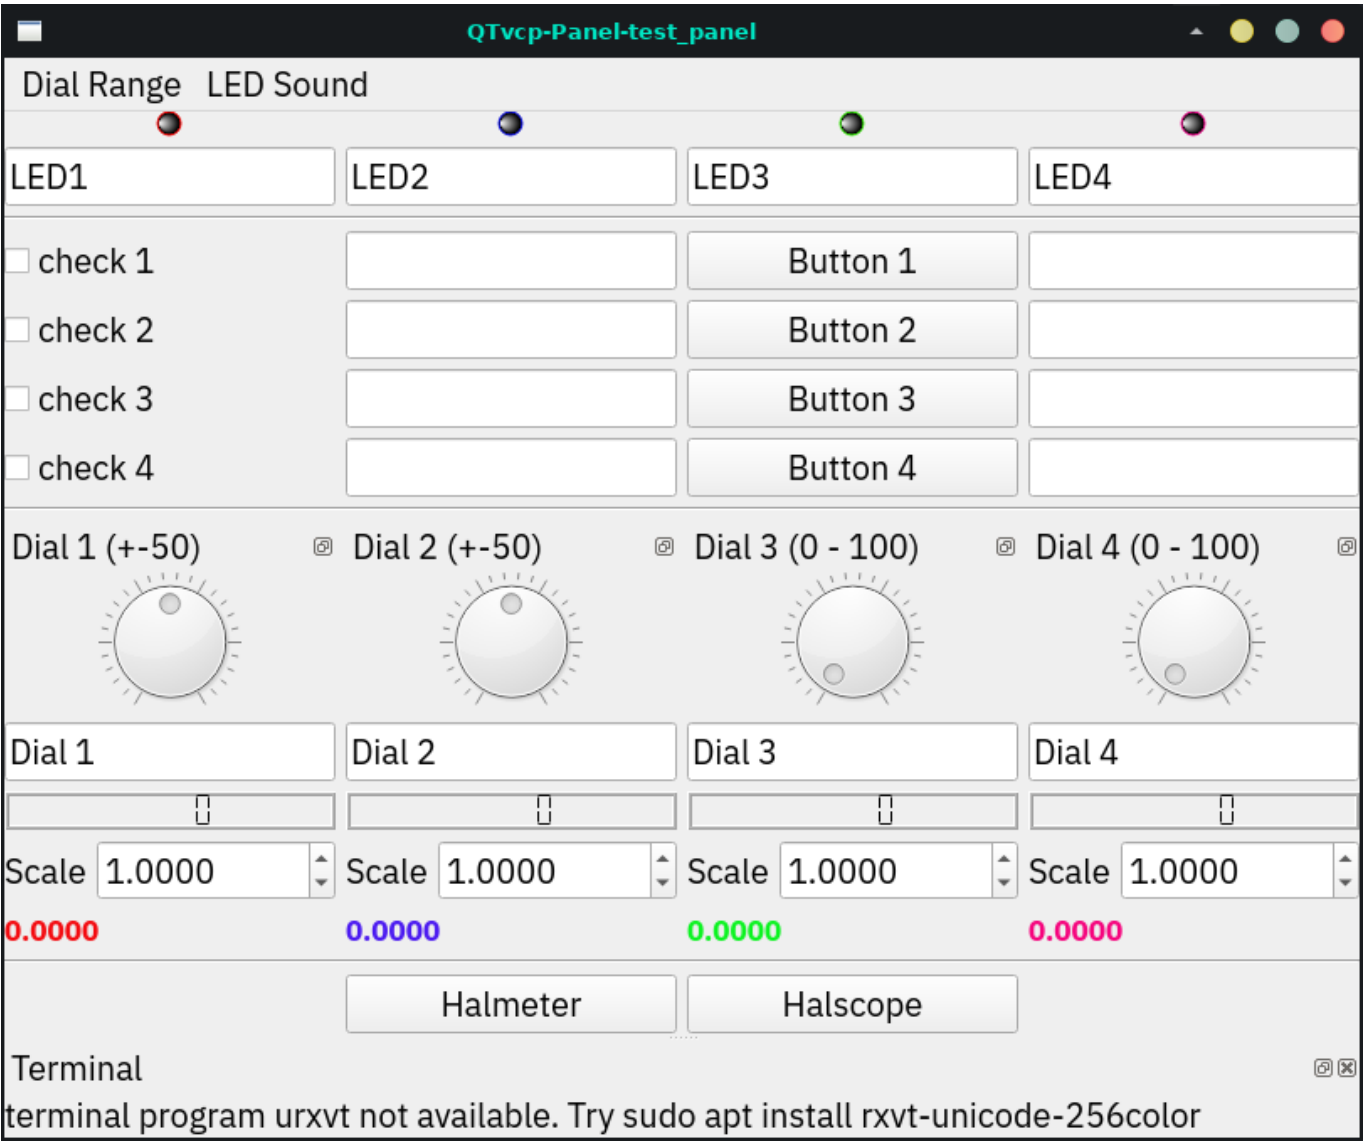 QTvcp-Panel-test_panel
Dial Range LED Sound
LED1 LED2 LED3 LED4
check 1 Button 1
check 2 Button 2
check 3 Button 3
check 4 Button 4
Dial 1 (+-50) Dial 2 (+-50) Dial 3 (0 - 100) Dial 4 (0 - 100)
Dial 1 Dial 2 Dial 3 Dial 4
0 0 0 0
Scale 1.0000 Scale 1.0000 Scale 1.0000 Scale 1.0000
0.0000 0.0000 0.0000 0.0000
Halmeter Halscope
Terminal
terminal program urxvt not available. Try sudo apt install rxvt-unicode-256color